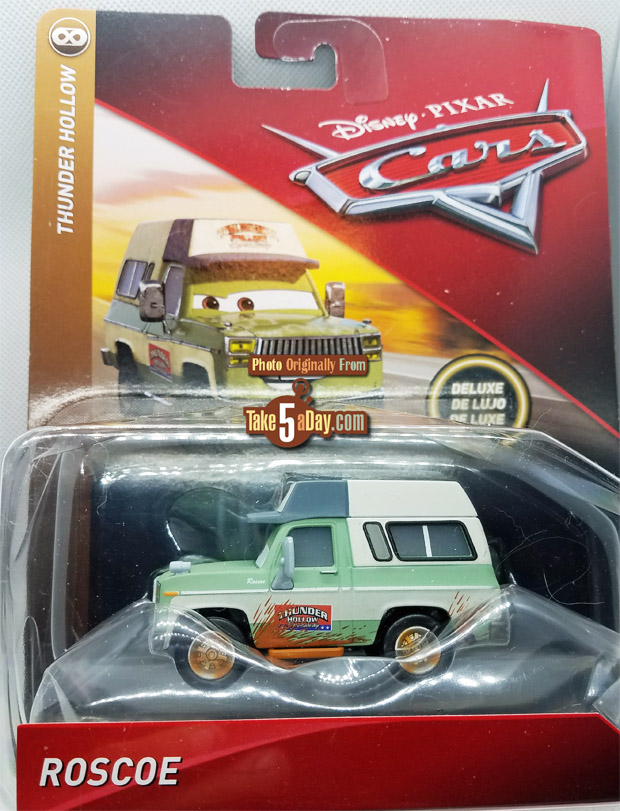 THUNDER HOLLOW
Disney·PIXAR
Cars
Photo Originally From
Take 5 aDay.com
DELUXE
DE LUJO
DE LUXE
Roscoe
THUNDER
HOLLOW
ROSCOE